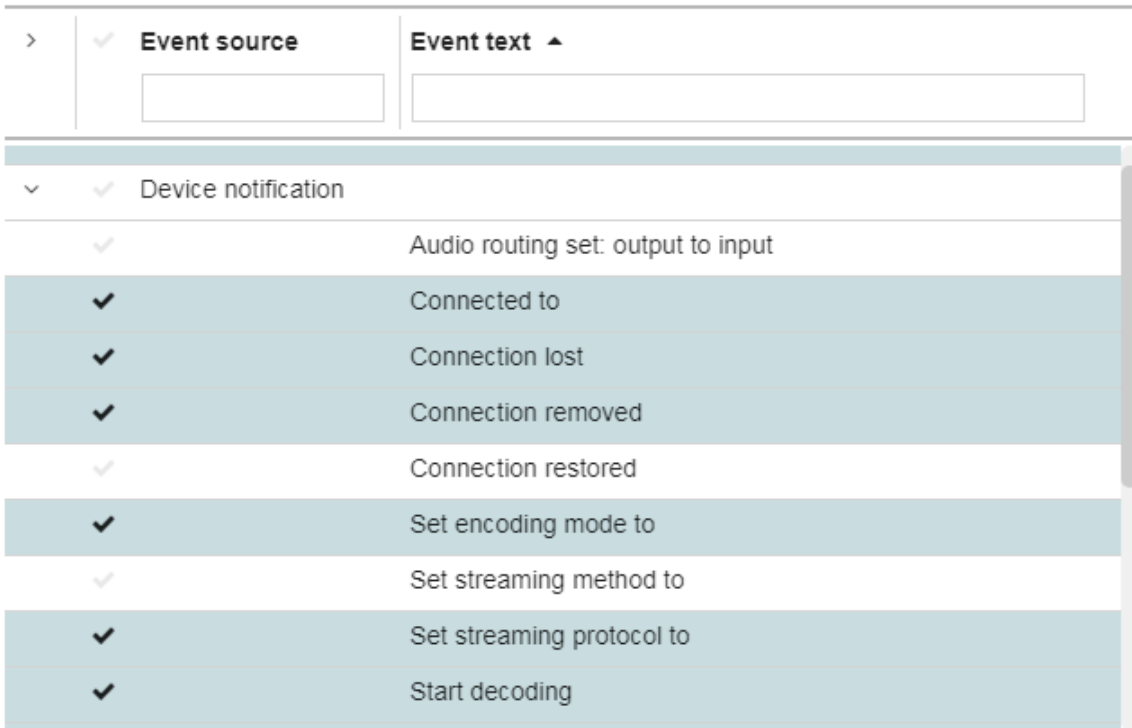 Event source Event text
Device notification
Audio routing set: output to input
Connected to
Connection lost
Connection removed
Connection restored
Set encoding mode to
Set streaming method to
Set streaming protocol to
Start decoding